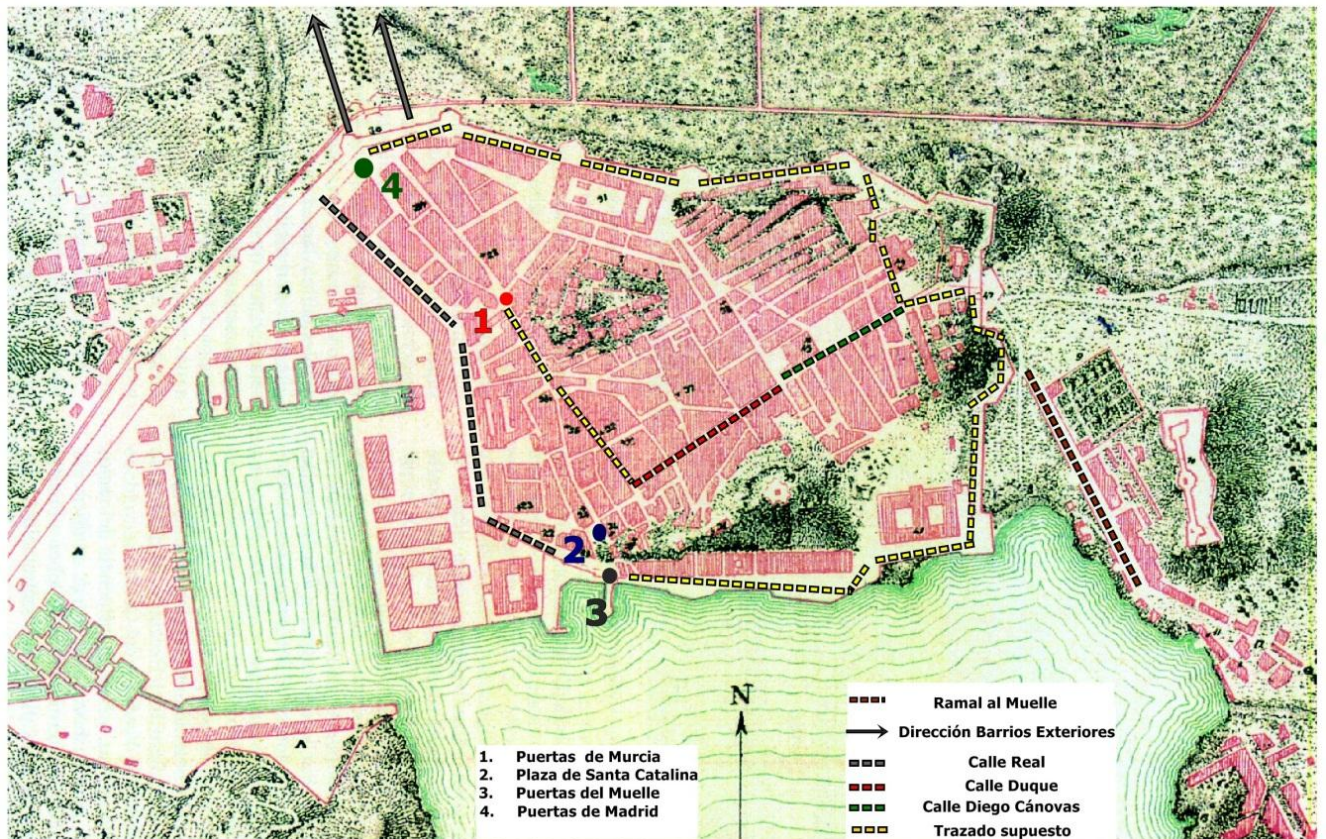 4
1
2
3
N
1. Puertas de Murcia
2. Plaza de Santa Catalina
3. Puertas del Muelle
4. Puertas de Madrid
Ramal al Muelle
Dirección Barrios Exteriores
Calle Real
Calle Duque
Calle Diego Cánovas
Trazado supuesto